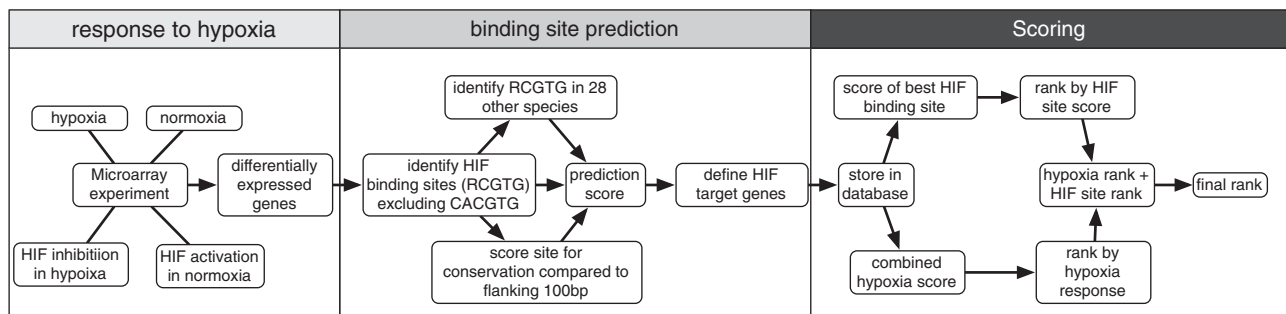 response to hypoxia
binding site prediction
Scoring
hypoxia
normoxia
Microarray
experiment
HIF inhibitiion
in hypoixa
HIF activation
in normoxia
differentially
expressed
genes
identify RCGTG in 28
other species
identify HIF
binding sites (RCGTG)
excluding CACGTG
score site for
conservation compared to
flanking 100bp
prediction
score
define HIF
target genes
store in
database
score of best HIF
binding site
rank by HIF
site score
combined
hypoxia score
rank by
hypoxia
response
hypoxia rank +
HIF site rank
final rank